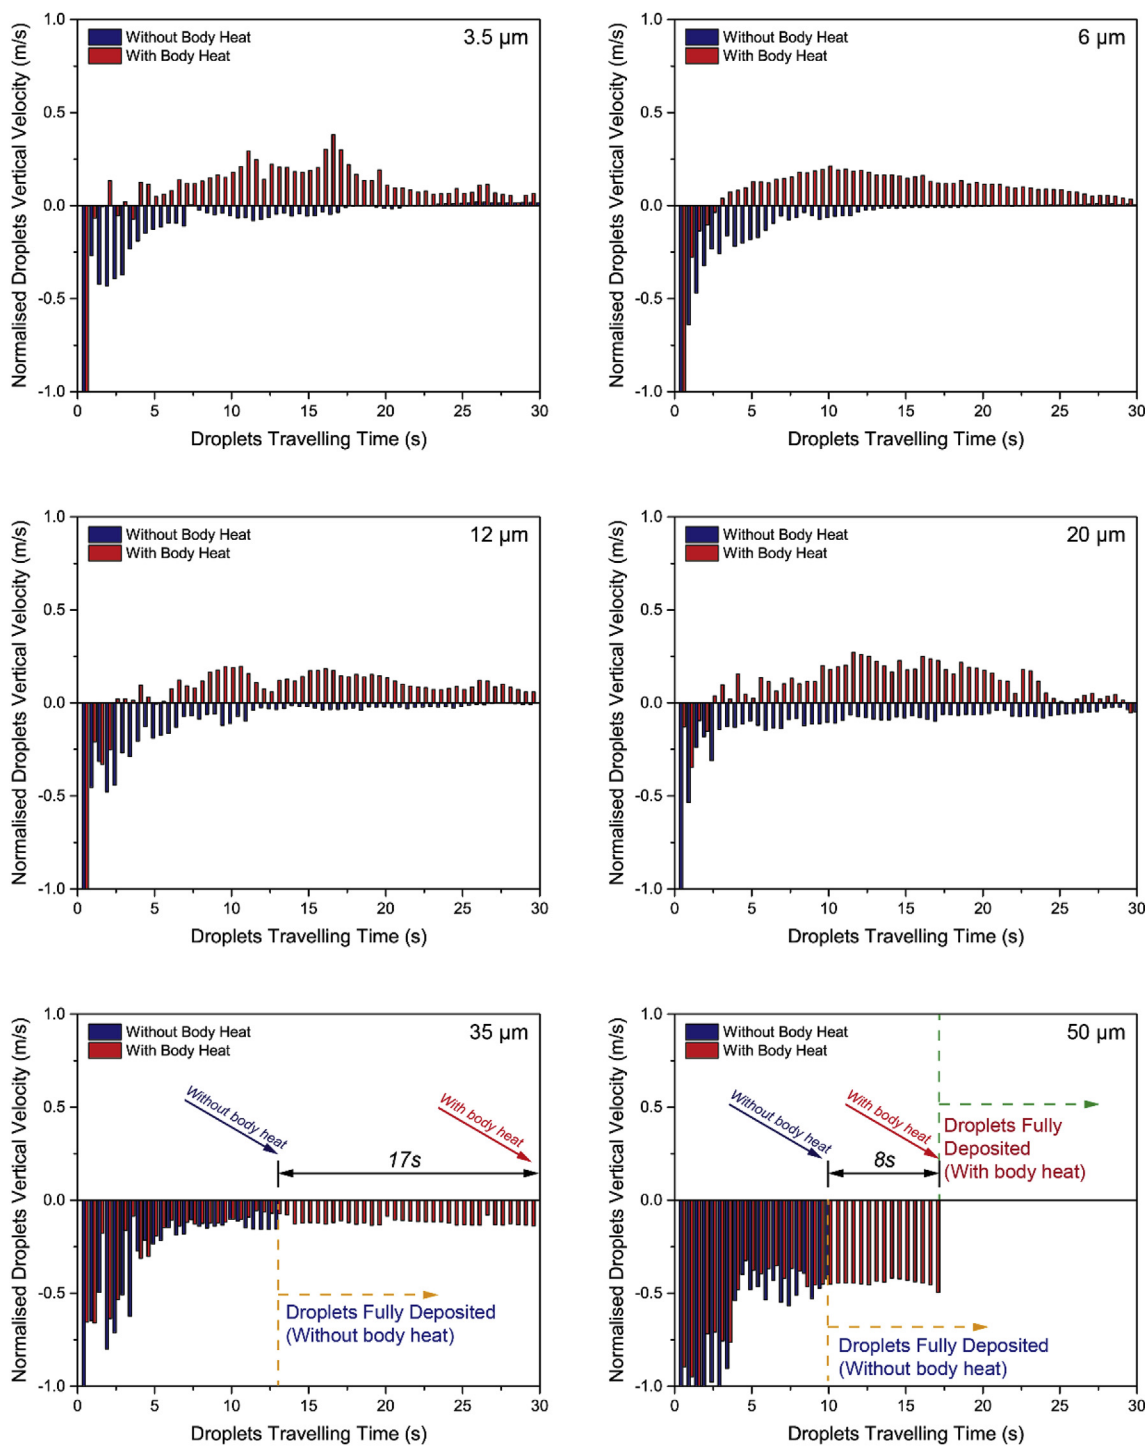 Normalised Droplets Vertical Velocity (m/s)
1.0
0.5
0.0
-0.5
-1.0
Without Body Heat
With Body Heat
3.5 µm
0 5 10 15 20 25 30
Droplets Travelling Time (s)
Normalised Droplets Vertical Velocity (m/s)
1.0
0.5
0.0
-0.5
-1.0
Without Body Heat
With Body Heat
6 µm
0 5 10 15 20 25 30
Droplets Travelling Time (s)
Normalised Droplets Vertical Velocity (m/s)
1.0
0.5
0.0
-0.5
-1.0
Without Body Heat
With Body Heat
12 µm
0 5 10 15 20 25 30
Droplets Travelling Time (s)
Normalised Droplets Vertical Velocity (m/s)
1.0
0.5
0.0
-0.5
-1.0
Without Body Heat
With Body Heat
20 µm
0 5 10 15 20 25 30
Droplets Travelling Time (s)
Normalised Droplets Vertical Velocity (m/s)
1.0
0.5
0.0
-0.5
-1.0
Without Body Heat
With Body Heat
35 µm
Without body heat
With body heat
17s
Droplets Fully Deposited
(Without body heat)
0 5 10 15 20 25 30
Droplets Travelling Time (s)
Normalised Droplets Vertical Velocity (m/s)
1.0
0.5
0.0
-0.5
-1.0
Without Body Heat
With Body Heat
50 µm
Without body heat
With body heat
8s
Droplets Fully
Deposited
(With body heat)
Droplets Fully Deposited
(Without body heat)
0 5 10 15 20 25 30
Droplets Travelling Time (s)